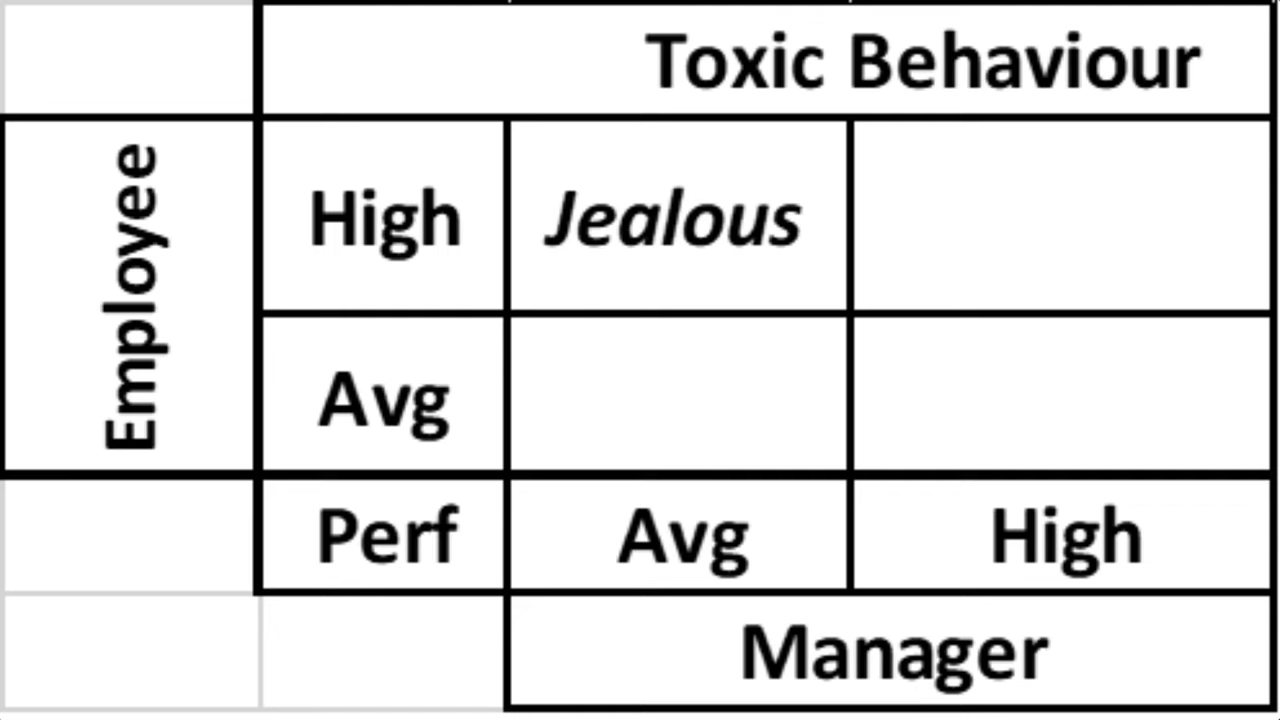 Toxic Behaviour
Employee
High
Jealous
Avg
Perf
Avg
High
Manager